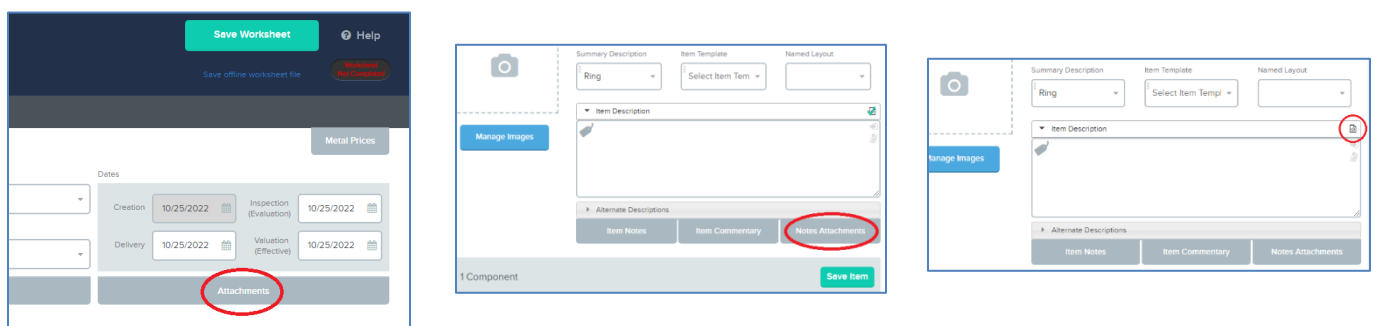 Save Worksheet
Help
Save offline worksheet file
Worksheet
Not Completed
Metal Prices
Dates
Creation
10/25/2022
Inspection
(Evaluation)
10/25/2022
Delivery
10/25/2022
Valuation
(Effective)
10/25/2022
Attachments
Summary Description
Item Template
Named Layout
Ring
Select Item Tem
Manage Images
Item Description
Alternate Descriptions
Item Notes
Item Commentary
Notes Attachments
1 Component
Save Item
Summary Description
Item Template
Named Layout
Ring
Select Item Templ
Manage Images
Item Description
Alternate Descriptions
Item Notes
Item Commentary
Notes Attachments